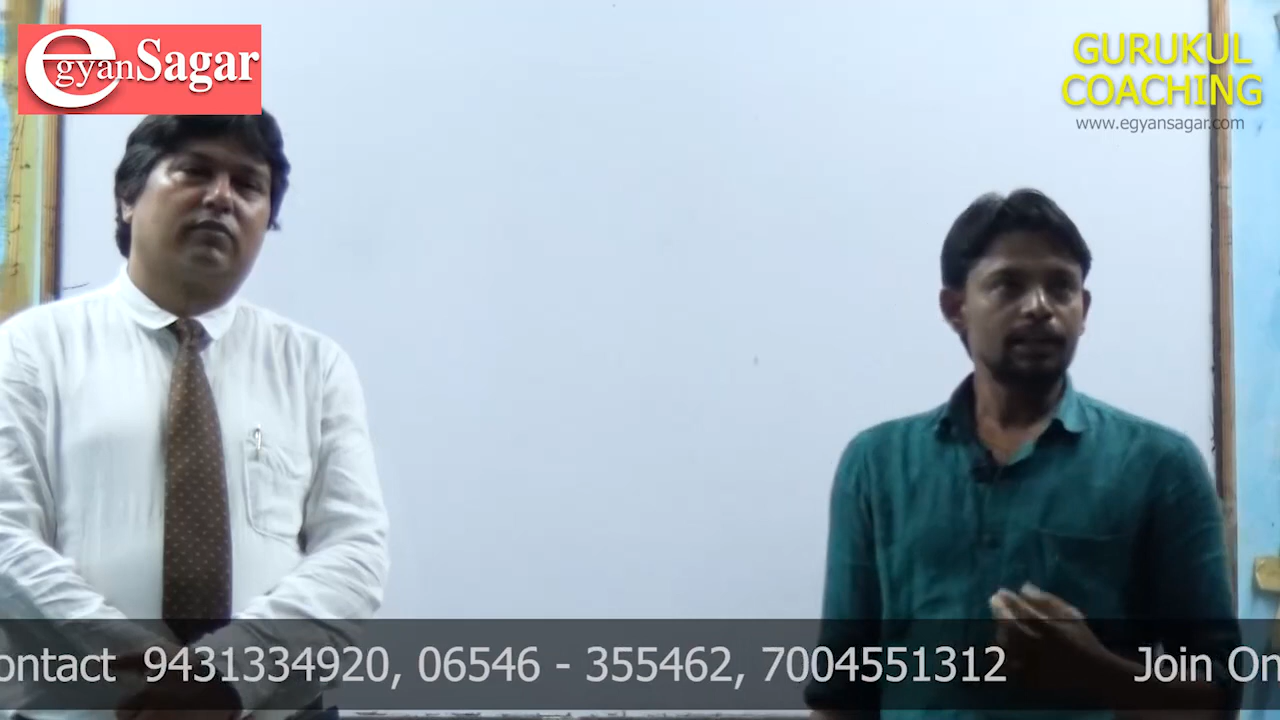 egyanSagar
GURUKUL
COACHING
www.egyansagar.com
ontact 9431334920, 06546 - 355462, 7004551312 Join On